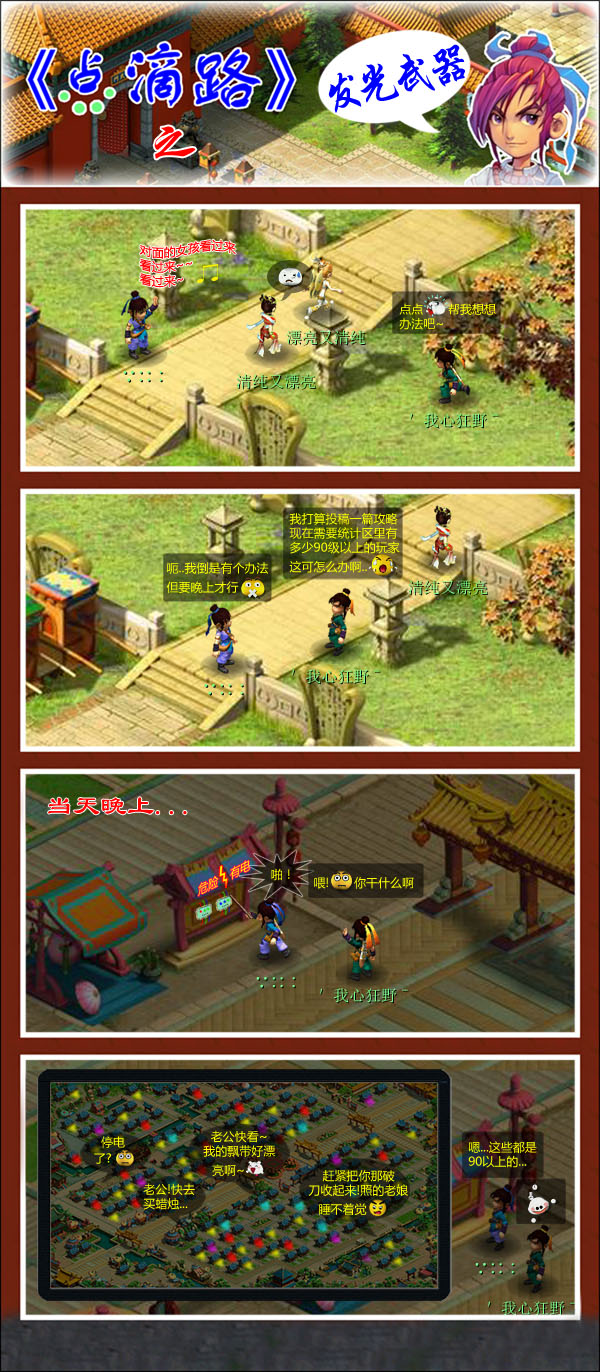 《点滴路》
之
发光武器
对面的女孩看过来
看过来~~
看过来~
漂亮又清纯
清纯又漂亮
点点 帮我想想
办法吧~
∵∴∷
′我心狂野ˉ
我打算投稿一篇攻略
现在需要统计区里有
多少90级以上的玩家
这可怎么办啊..
呃..我倒是有个办法
但要晚上才行
清纯又漂亮
′我心狂野ˉ
当天晚上...
危险 有电
啪！
喂! 你干什么啊
′我心狂野ˉ
停电
了?
老公快看~
我的飘带好漂
亮啊~
老公!快去
买蜡烛...
赶紧把你那破
刀收起来!照的老娘
睡不着觉
嗯...这些都是
90以上的...
′我心狂野ˉ